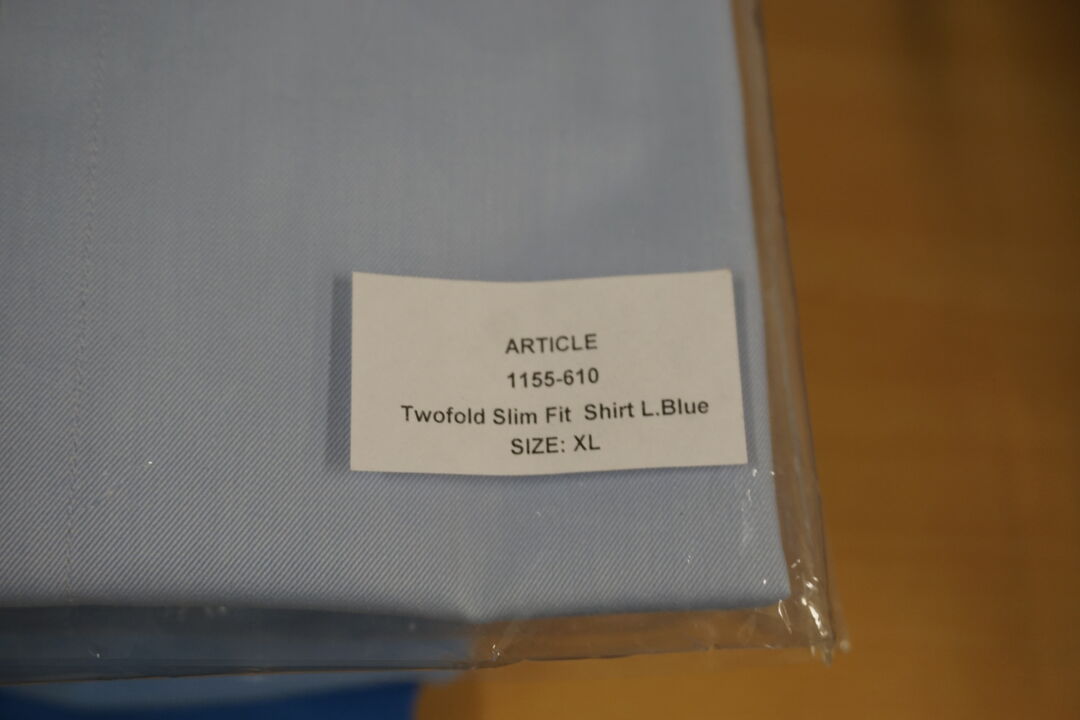 ARTICLE
1155-610
Twofold Slim Fit Shirt L.Blue
SIZE: XL